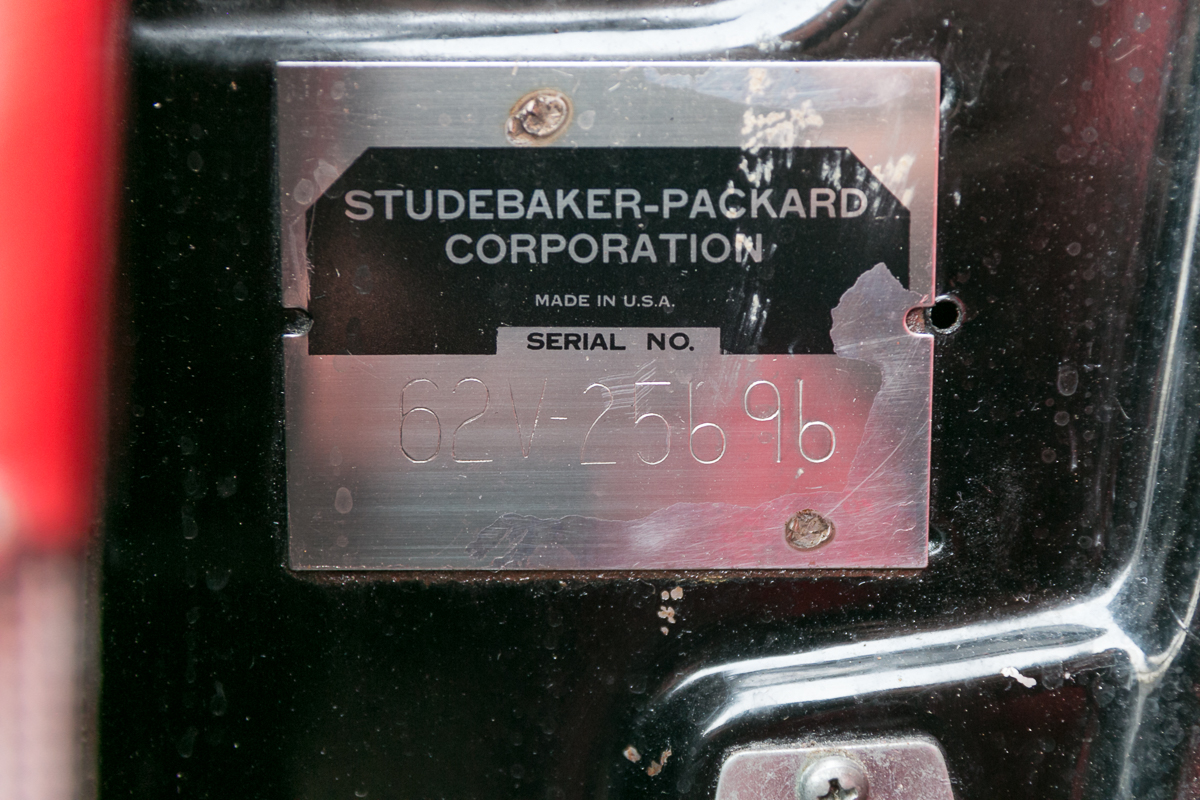 STUDEBAKER-PACKARD
CORPORATION
MADE IN U.S.A.
SERIAL NO.
62V-25696